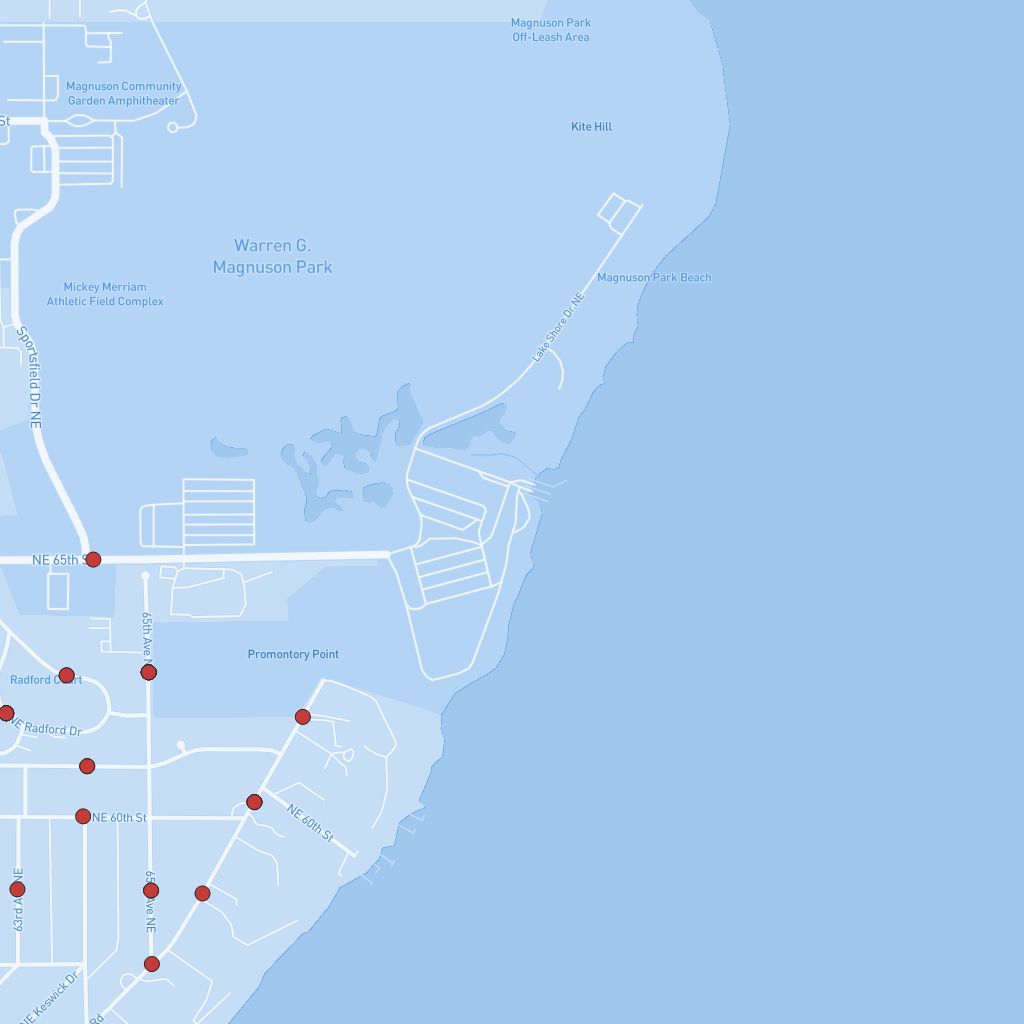 Magnuson Park
Off-Leash Area
Magnuson Community
Garden Amphitheater
St
Kite Hill
Warren G.
Magnuson Park
Magnuson Park Beach
Mickey Merriam
Athletic Field Complex
Lake Shore Dr NE
Sportsfield Dr NE
NE 65th S
65th Ave N
Promontory Point
Radford Court
NE Radford Dr
NE 60th St
NE 60th St
63rd Ave NE
65th Ave NE
NE Keswick Dr
Rd